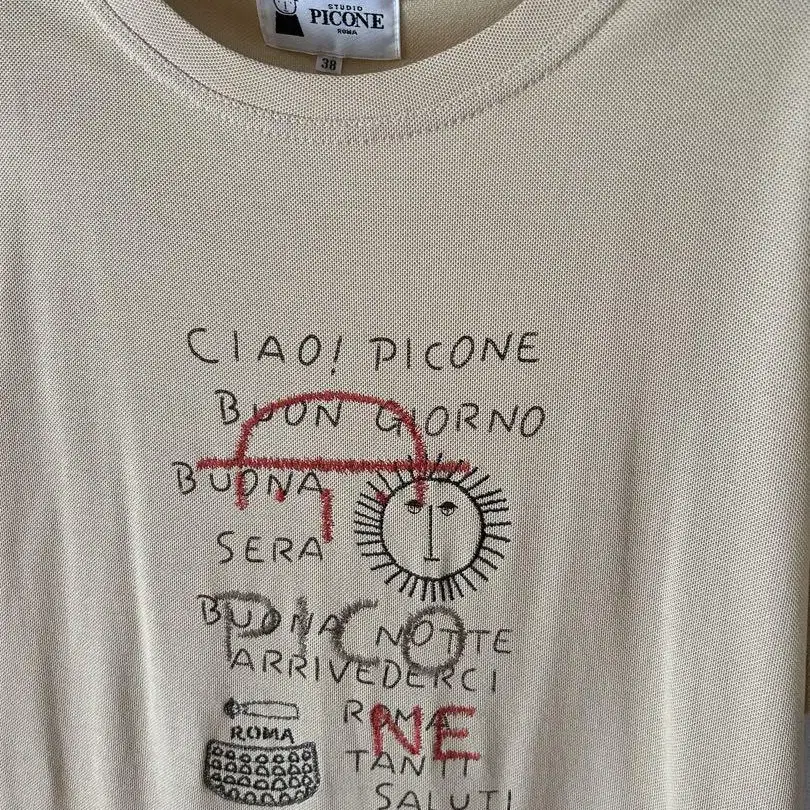 STUDIO
PICONE
ROMA
38
CIAO! PICONE
BUON GIORNO
BUONA
SERA
BUONA NOTTE
PICO
ARRIVEDERCI
ROMA
NE
ROMA
TANTI
SALUTI